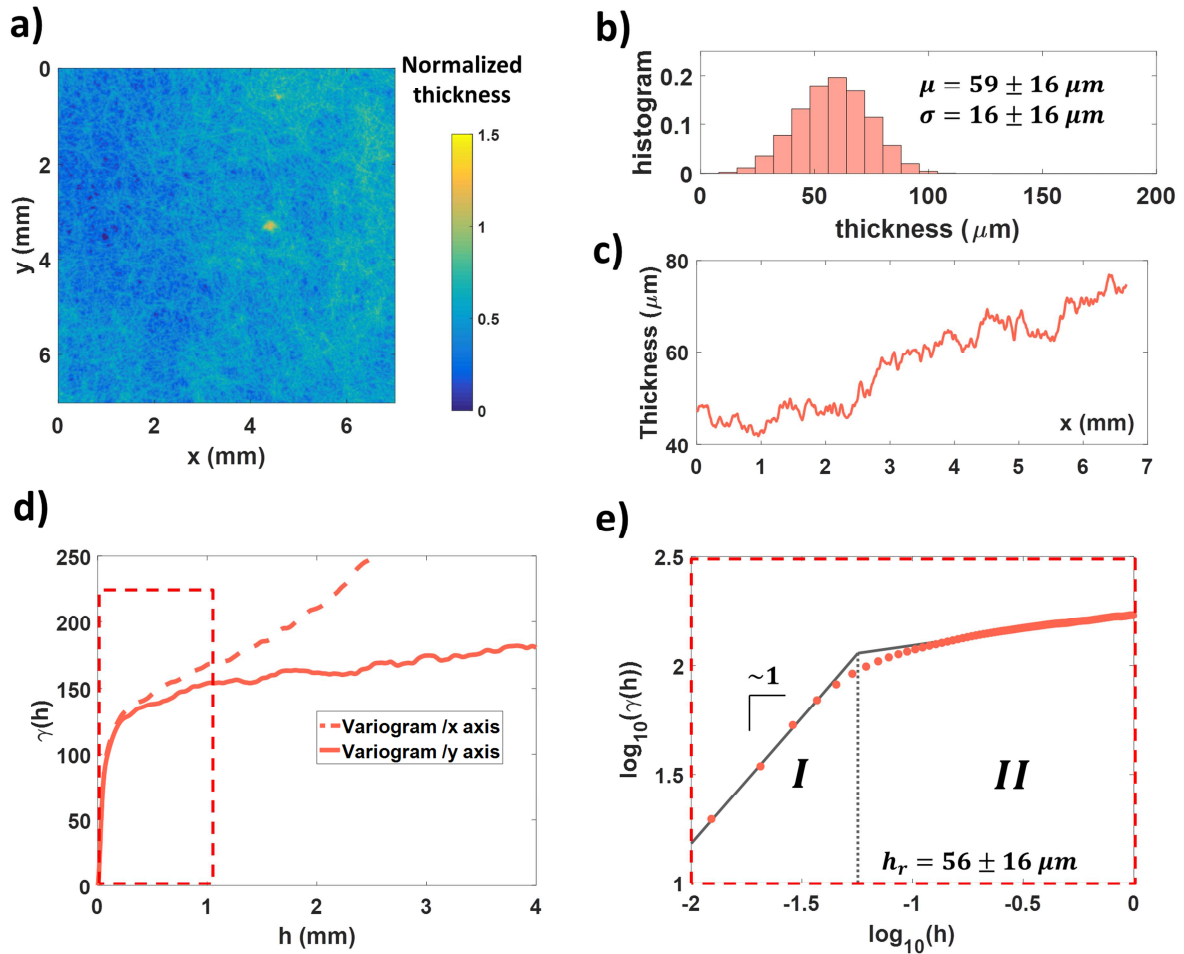 a)
Normalized
thickness
0
2
4
6
y (mm)
0
2
4
6
x (mm)
1.5
1
0.5
0
b)
histogram
0.2
0.1
0
μ = 59 ± 16 μm
σ = 16 ± 16 μm
0
50
100
150
200
thickness ( μm)
c)
Thickness (μm)
80
60
40
x (mm)
0
1
2
3
4
5
6
7
d)
γ(h)
250
200
150
100
50
0
Variogram /x axis
Variogram /y axis
0
1
2
3
4
h (mm)
e)
log10(γ(h))
2.5
2
1.5
1
~1
I
II
hr = 56 ± 16 μm
-2
-1.5
-1
-0.5
0
log10(h)